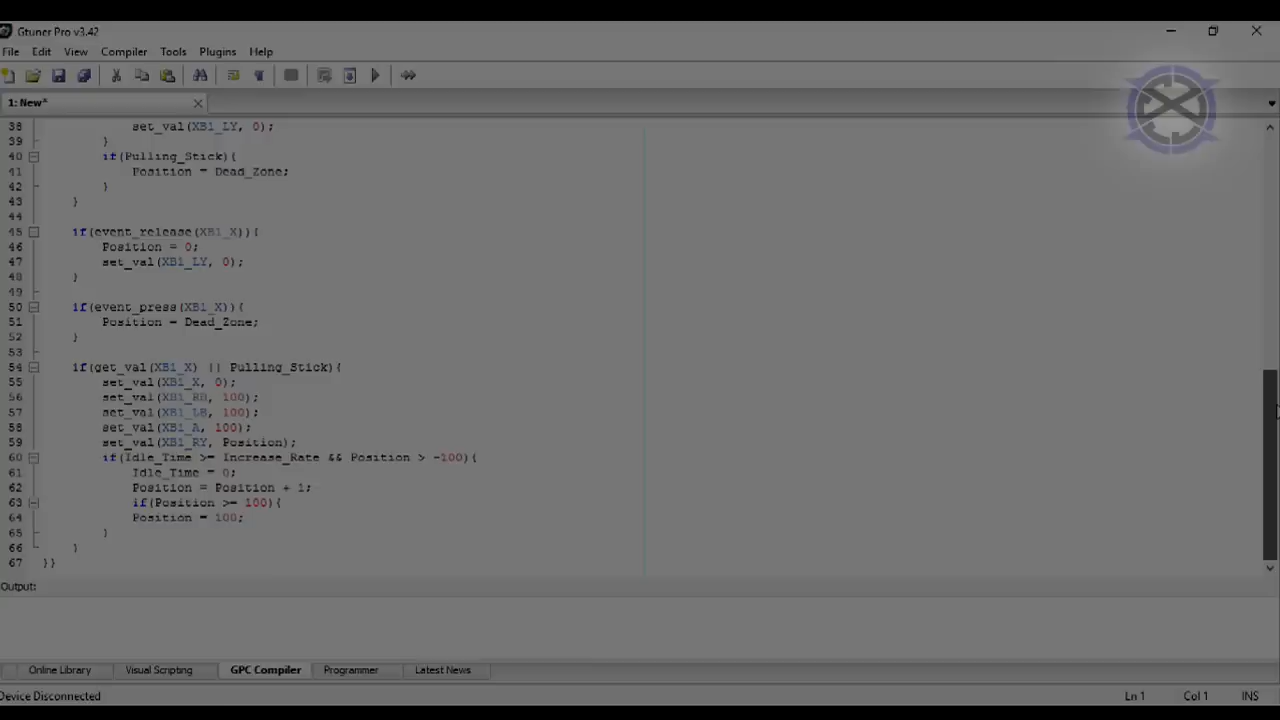 Gtuner Pro v3.42
File Edit View Compiler Tools Plugins Help
1: New*
38 set_val(XB1_LY, 0);
39 }
40 if(Pulling_Stick){
41 Position = Dead_Zone;
42 }
43 }
44
45 if(event_release(XB1_X)){
46 Position = 0;
47 set_val(XB1_LY, 0);
48 }
49
50 if(event_press(XB1_X)){
51 Position = Dead_Zone;
52 }
53
54 if(get_val(XB1_X) || Pulling_Stick){
55 set_val(XB1_X, 0);
56 set_val(XB1_RB, 100);
57 set_val(XB1_LB, 100);
58 set_val(XB1_A, 100);
59 set_val(XB1_RY, Position);
60 if(Idle_Time >= Increase_Rate && Position > -100){
61 Idle_Time = 0;
62 Position = Position + 1;
63 if(Position >= 100){
64 Position = 100;
65 }
66 }
67 }}
Output:
Online Library Visual Scripting GPC Compiler Programmer Latest News
Device Disconnected Ln 1 Col 1 INS